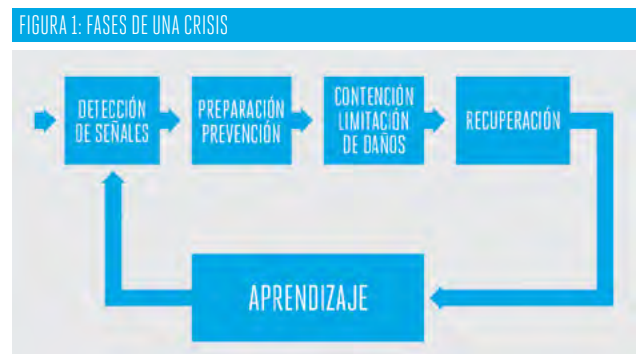 FIGURA 1: FASES DE UNA CRISIS
DETECCIÓN
DE SEÑALES
PREPARACIÓN
PREVENCIÓN
CONTENCIÓN
LIMITACIÓN
DE DAÑOS
RECUPERACIÓN
APRENDIZAJE